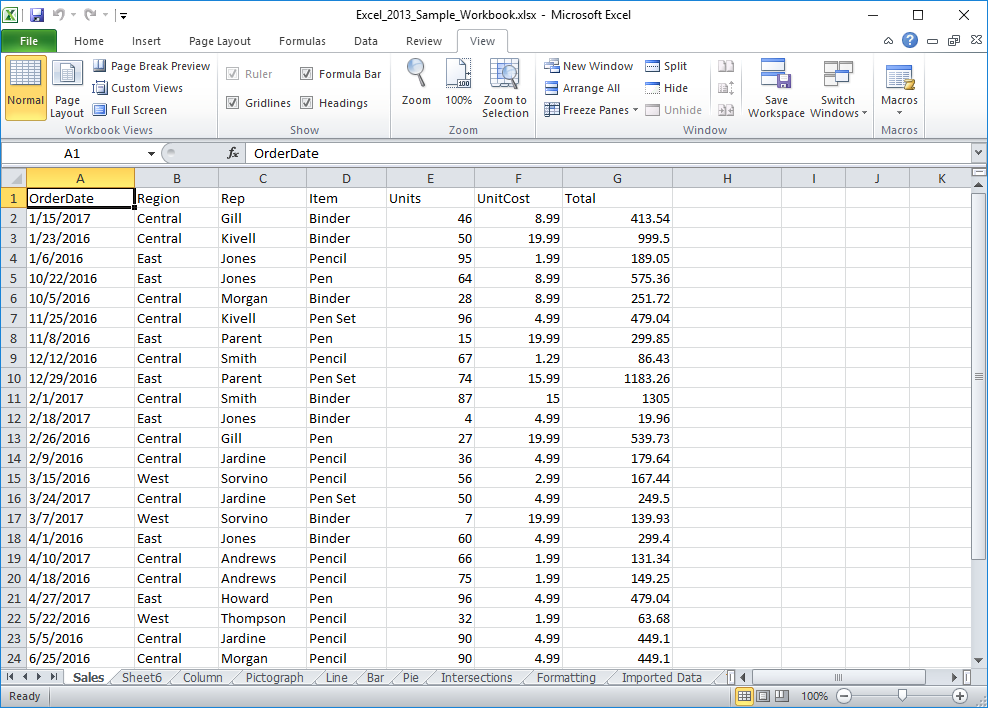 Excel_2013_Sample_Workbook.xlsx - Microsoft Excel
File Home Insert Page Layout Formulas Data Review View
Normal
Page Layout
Page Break Preview
Custom Views
Full Screen
Workbook Views
Ruler
Formula Bar
Gridlines
Headings
Show
Zoom
100%
Zoom to Selection
Zoom
New Window
Arrange All
Freeze Panes
Split
Hide
Unhide
Save Workspace
Switch Windows
Window
Macros
Macros
A1 fx OrderDate
A B C D E F G H I J K
1 OrderDate Region Rep Item Units UnitCost Total
2 1/15/2017 Central Gill Binder 46 8.99 413.54
3 1/23/2016 Central Kivell Binder 50 19.99 999.5
4 1/6/2016 East Jones Pencil 95 1.99 189.05
5 10/22/2016 East Jones Pen 64 8.99 575.36
6 10/5/2016 Central Morgan Binder 28 8.99 251.72
7 11/25/2016 Central Kivell Pen Set 96 4.99 479.04
8 11/8/2016 East Parent Pen 15 19.99 299.85
9 12/12/2016 Central Smith Pencil 67 1.29 86.43
10 12/29/2016 East Parent Pen Set 74 15.99 1183.26
11 2/1/2017 Central Smith Binder 87 15 1305
12 2/18/2017 East Jones Binder 4 4.99 19.96
13 2/26/2016 Central Gill Pen 27 19.99 539.73
14 2/9/2016 Central Jardine Pencil 36 4.99 179.64
15 3/15/2016 West Sorvino Pencil 56 2.99 167.44
16 3/24/2017 Central Jardine Pen Set 50 4.99 249.5
17 3/7/2017 West Sorvino Binder 7 19.99 139.93
18 4/1/2016 East Jones Binder 60 4.99 299.4
19 4/10/2017 Central Andrews Pencil 66 1.99 131.34
20 4/18/2016 Central Andrews Pencil 75 1.99 149.25
21 4/27/2017 East Howard Pen 96 4.99 479.04
22 5/22/2016 West Thompson Pencil 32 1.99 63.68
23 5/5/2016 Central Jardine Pencil 90 4.99 449.1
24 6/25/2016 Central Morgan Pencil 90 4.99 449.1
Sales Sheet6 Column Pictograph Line Bar Pie Intersections Formatting Imported Data
Ready 100%